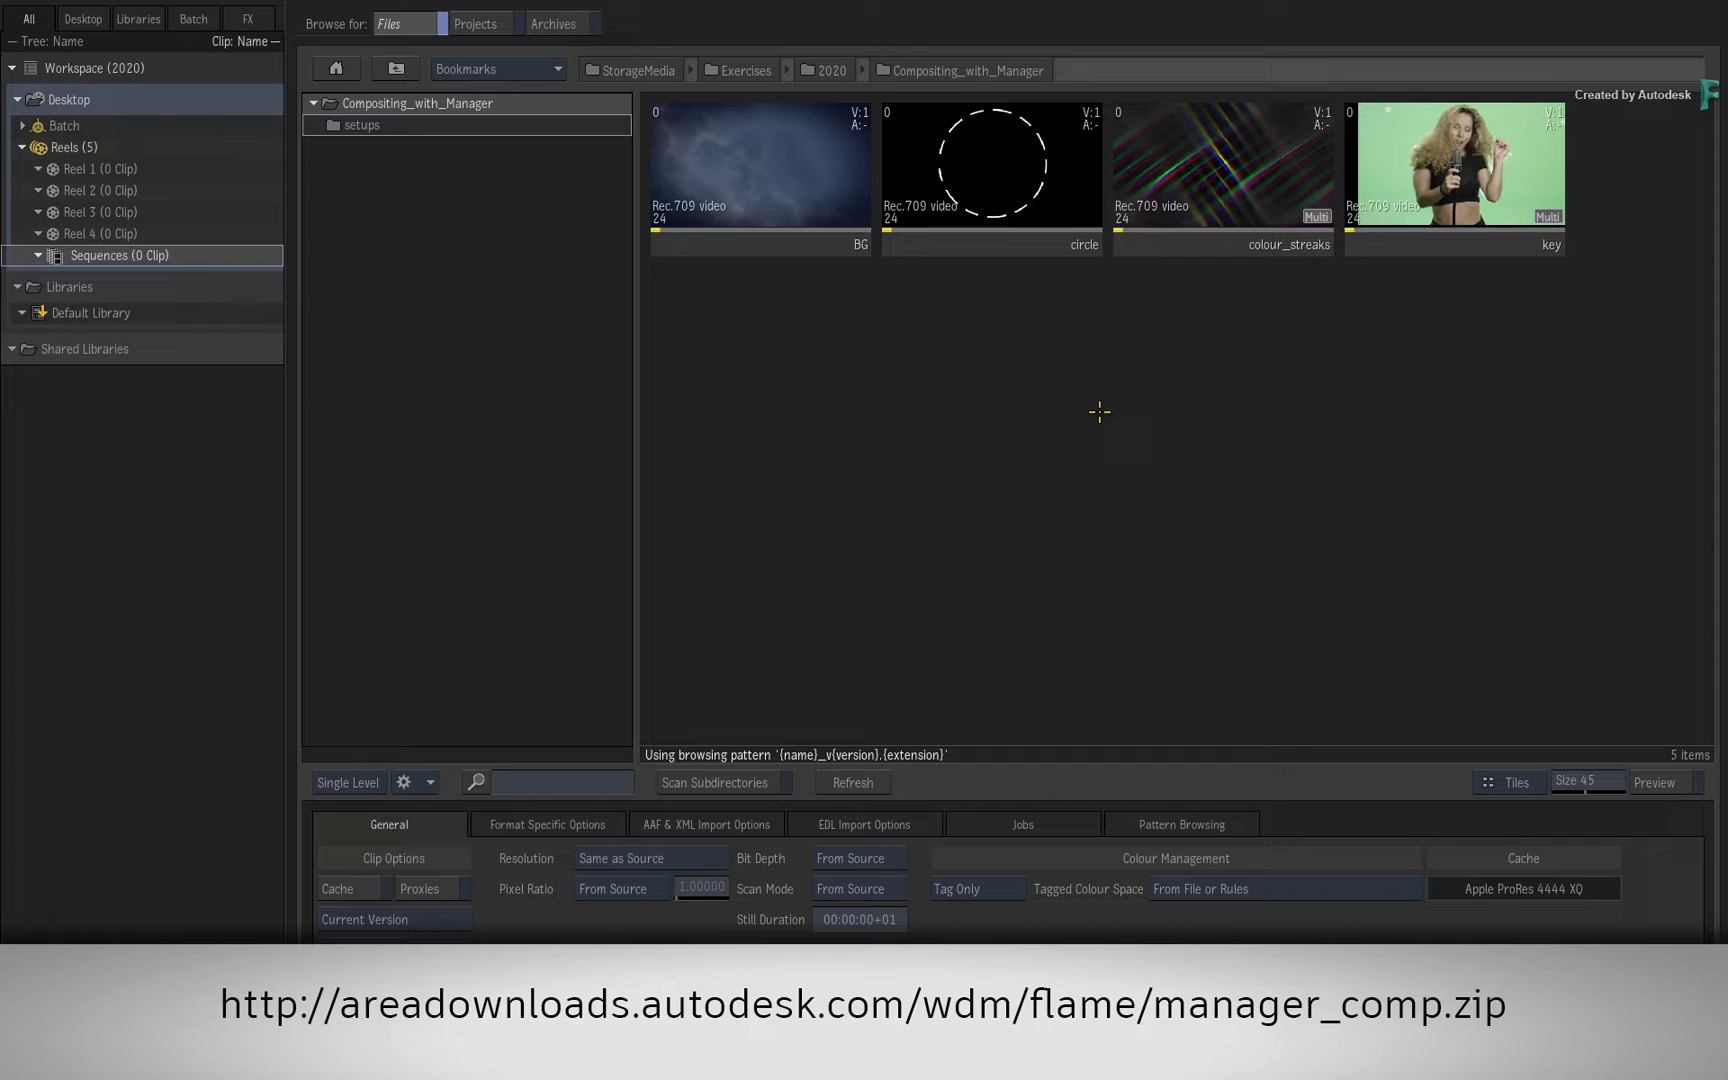 All Desktop Libraries Batch FX
Tree: Name Clip: Name
Workspace (2020)
Desktop
Batch
Reels (5)
Reel 1 (0 Clip)
Reel 2 (0 Clip)
Reel 3 (0 Clip)
Reel 4 (0 Clip)
Sequences (0 Clip)
Libraries
Default Library
Shared Libraries
Browse for: Files Projects Archives
Bookmarks StorageMedia Exercises 2020 Compositing_with_Manager
Created by Autodesk
Compositing_with_Manager
setups
0 V:1
A:-
Rec.709 video
24
BG
0 V:1
A:-
Rec.709 video
24
circle
0 V:1
A:-
Rec.709 video
24 Multi
colour_streaks
0 V:1
A:-
Rec.709 video
24 Multi
key
Using browsing pattern '{name}_v{version}.{extension}' 5 items
Single Level Scan Subdirectories Refresh Tiles Size 45 Preview
General Format Specific Options AAF & XML Import Options EDL Import Options Jobs Pattern Browsing
Clip Options Resolution Same as Source Bit Depth From Source Colour Management Cache
Cache Proxies Pixel Ratio From Source 1.00000 Scan Mode From Source Tag Only Tagged Colour Space From File or Rules Apple ProRes 4444 XQ
Current Version Still Duration 00:00:00+01
http://areadownloads.autodesk.com/wdm/flame/manager_comp.zip